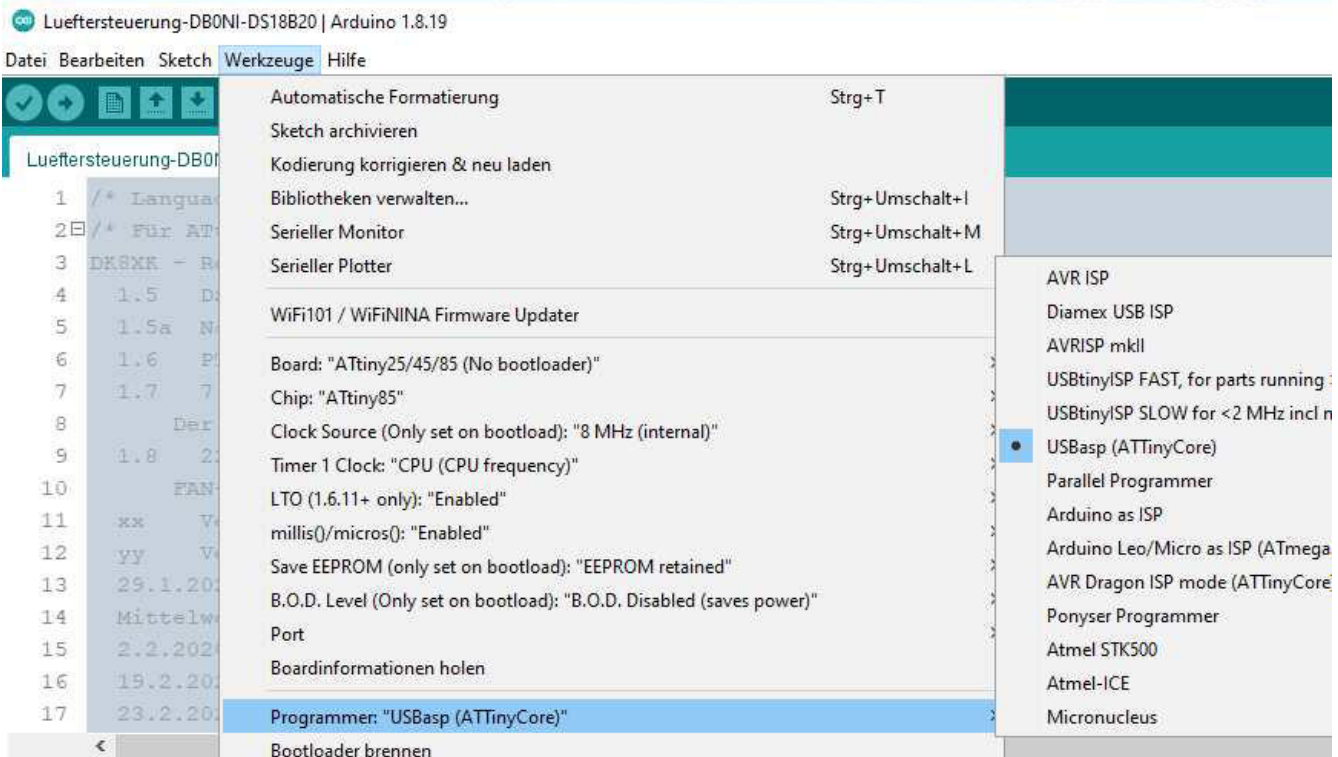 Lueftersteuerung-DB0NI-DS18B20 | Arduino 1.8.19
Datei Bearbeiten Sketch Werkzeuge Hilfe
Lueftersteuerung-DB0
Automatische Formatierung Strg+T
Sketch archivieren
Kodierung korrigieren & neu laden
Bibliotheken verwalten... Strg+Umschalt+I
Serieller Monitor Strg+Umschalt+M
Serieller Plotter Strg+Umschalt+L
WiFi101 / WiFiNINA Firmware Updater
Board: "ATtiny25/45/85 (No bootloader)"
Chip: "ATtiny85"
Clock Source (Only set on bootload): "8 MHz (internal)"
Timer 1 Clock: "CPU (CPU frequency)"
LTO (1.6.11+ only): "Enabled"
millis()/micros(): "Enabled"
Save EEPROM (only set on bootload): "EEPROM retained"
B.O.D. Level (Only set on bootload): "B.O.D. Disabled (saves power)"
Port
Boardinformationen holen
Programmer: "USBasp (ATTinyCore)"
Bootloader brennen
1 /* Langua
2 /* Für AT
3 DK8XK - R
4 1.5 D
5 1.5a N
6 1.6 P
7 1.7 7
8 Der
9 1.8 2
10 FAN
11 xx V
12 yy V
13 29.1.20
14 Mittelw
15 2.2.202
16 19.2.20
17 23.2.20
AVR ISP
Diamex USB ISP
AVRISP mkII
USBtinyISP FAST, for parts running
USBtinyISP SLOW for <2 MHz incl
USBasp (ATTinyCore)
Parallel Programmer
Arduino as ISP
Arduino Leo/Micro as ISP (ATmega
AVR Dragon ISP mode (ATTinyCore
Ponyser Programmer
Atmel STK500
Atmel-ICE
Micronucleus